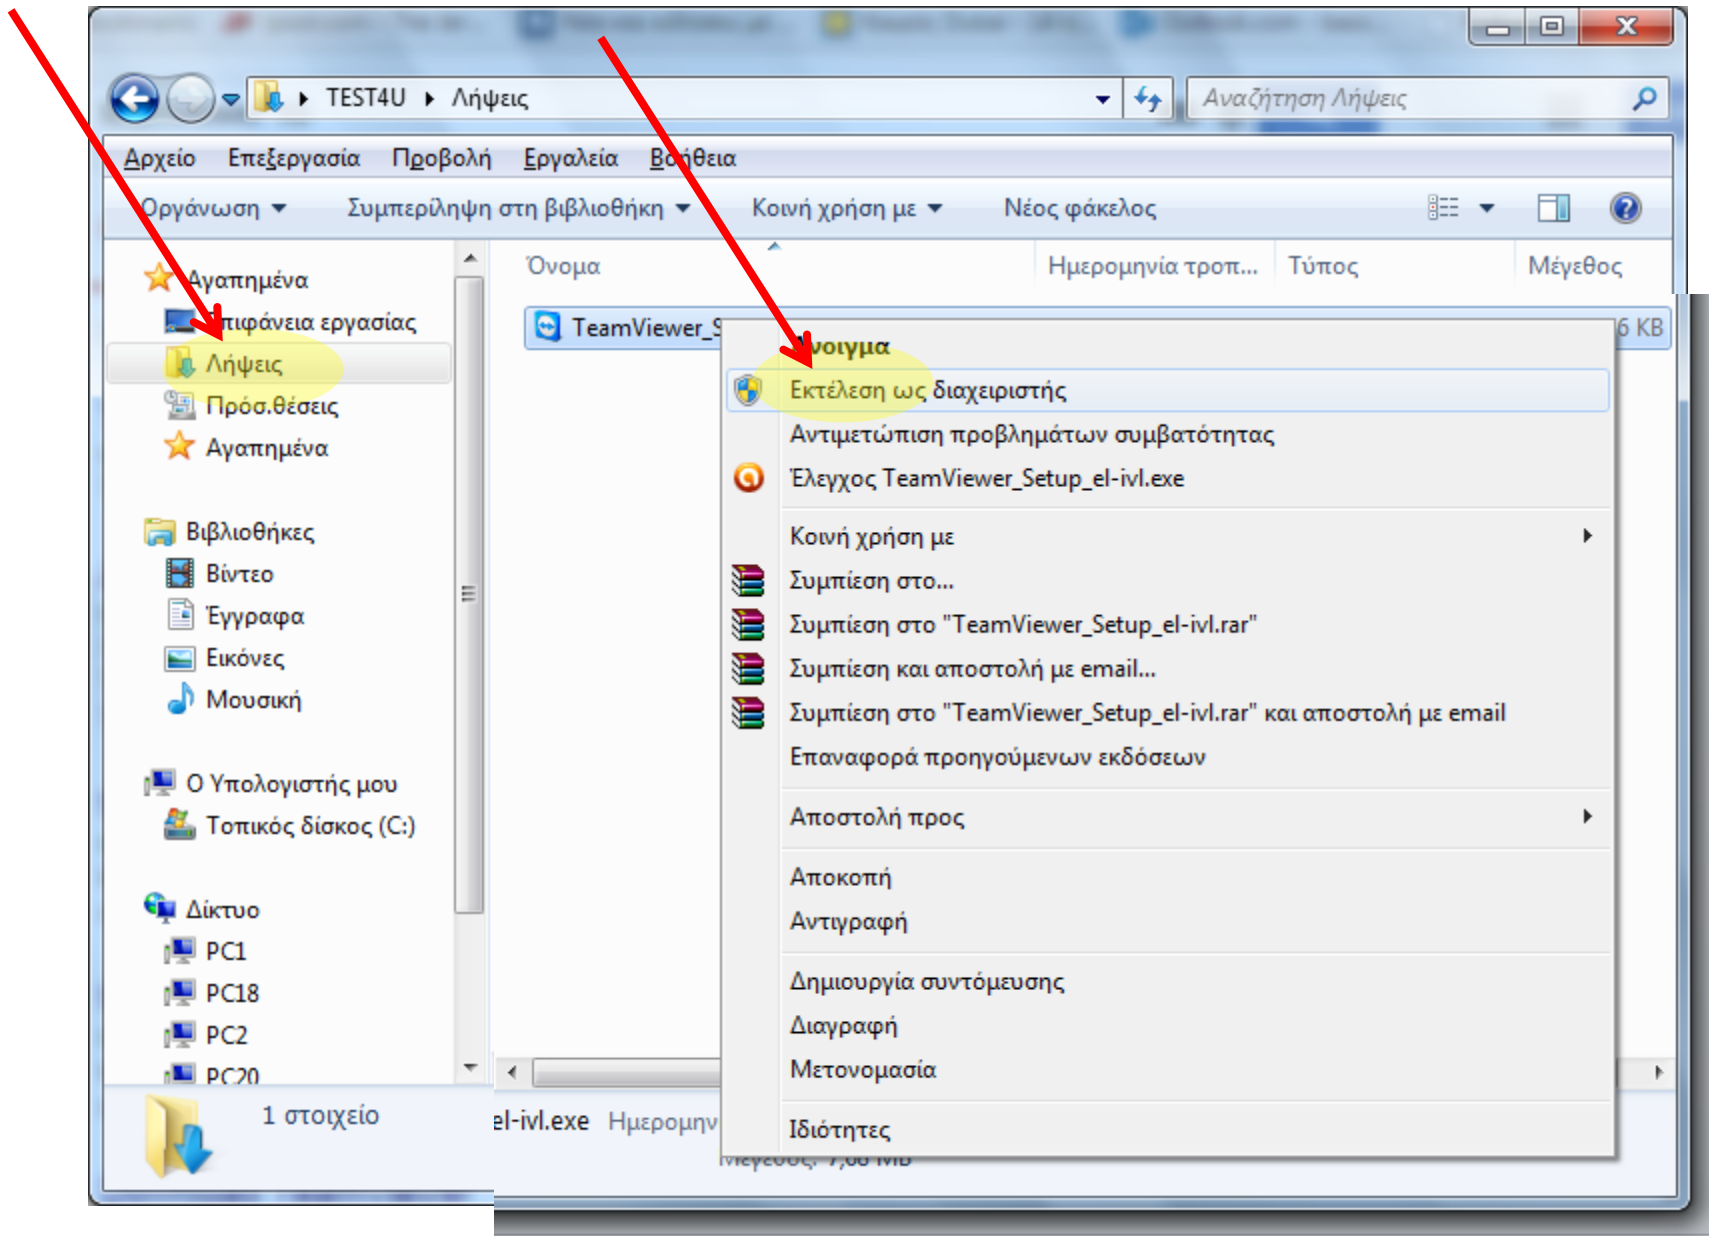 TEST4U Λήψεις
Αναζήτηση Λήψεις
Αρχείο Επεξεργασία Προβολή Εργαλεία Βοήθεια
Οργάνωση Συμπερίληψη στη βιβλιοθήκη Κοινή χρήση με Νέος φάκελος
Αγαπημένα
Επιφάνεια εργασίας
Λήψεις
Πρόσ.θέσεις
Αγαπημένα
Βιβλιοθήκες
Βίντεο
Έγγραφα
Εικόνες
Μουσική
Ο Υπολογιστής μου
Τοπικός δίσκος (C:)
Δίκτυο
PC1
PC18
PC2
PC20
Όνομα Ημερομηνία τροπ... Τύπος Μέγεθος
TeamViewer_S 6 KB
Άνοιγμα
Εκτέλεση ως διαχειριστής
Αντιμετώπιση προβλημάτων συμβατότητας
Έλεγχος TeamViewer_Setup_el-ivl.exe
Κοινή χρήση με
Συμπίεση στο...
Συμπίεση στο "TeamViewer_Setup_el-ivl.rar"
Συμπίεση και αποστολή με email...
Συμπίεση στο "TeamViewer_Setup_el-ivl.rar" και αποστολή με email
Επαναφορά προηγούμενων εκδόσεων
Αποστολή προς
Αποκοπή
Αντιγραφή
Δημιουργία συντόμευσης
Διαγραφή
Μετονομασία
Ιδιότητες
1 στοιχείο
el-ivl.exe Ημερομην